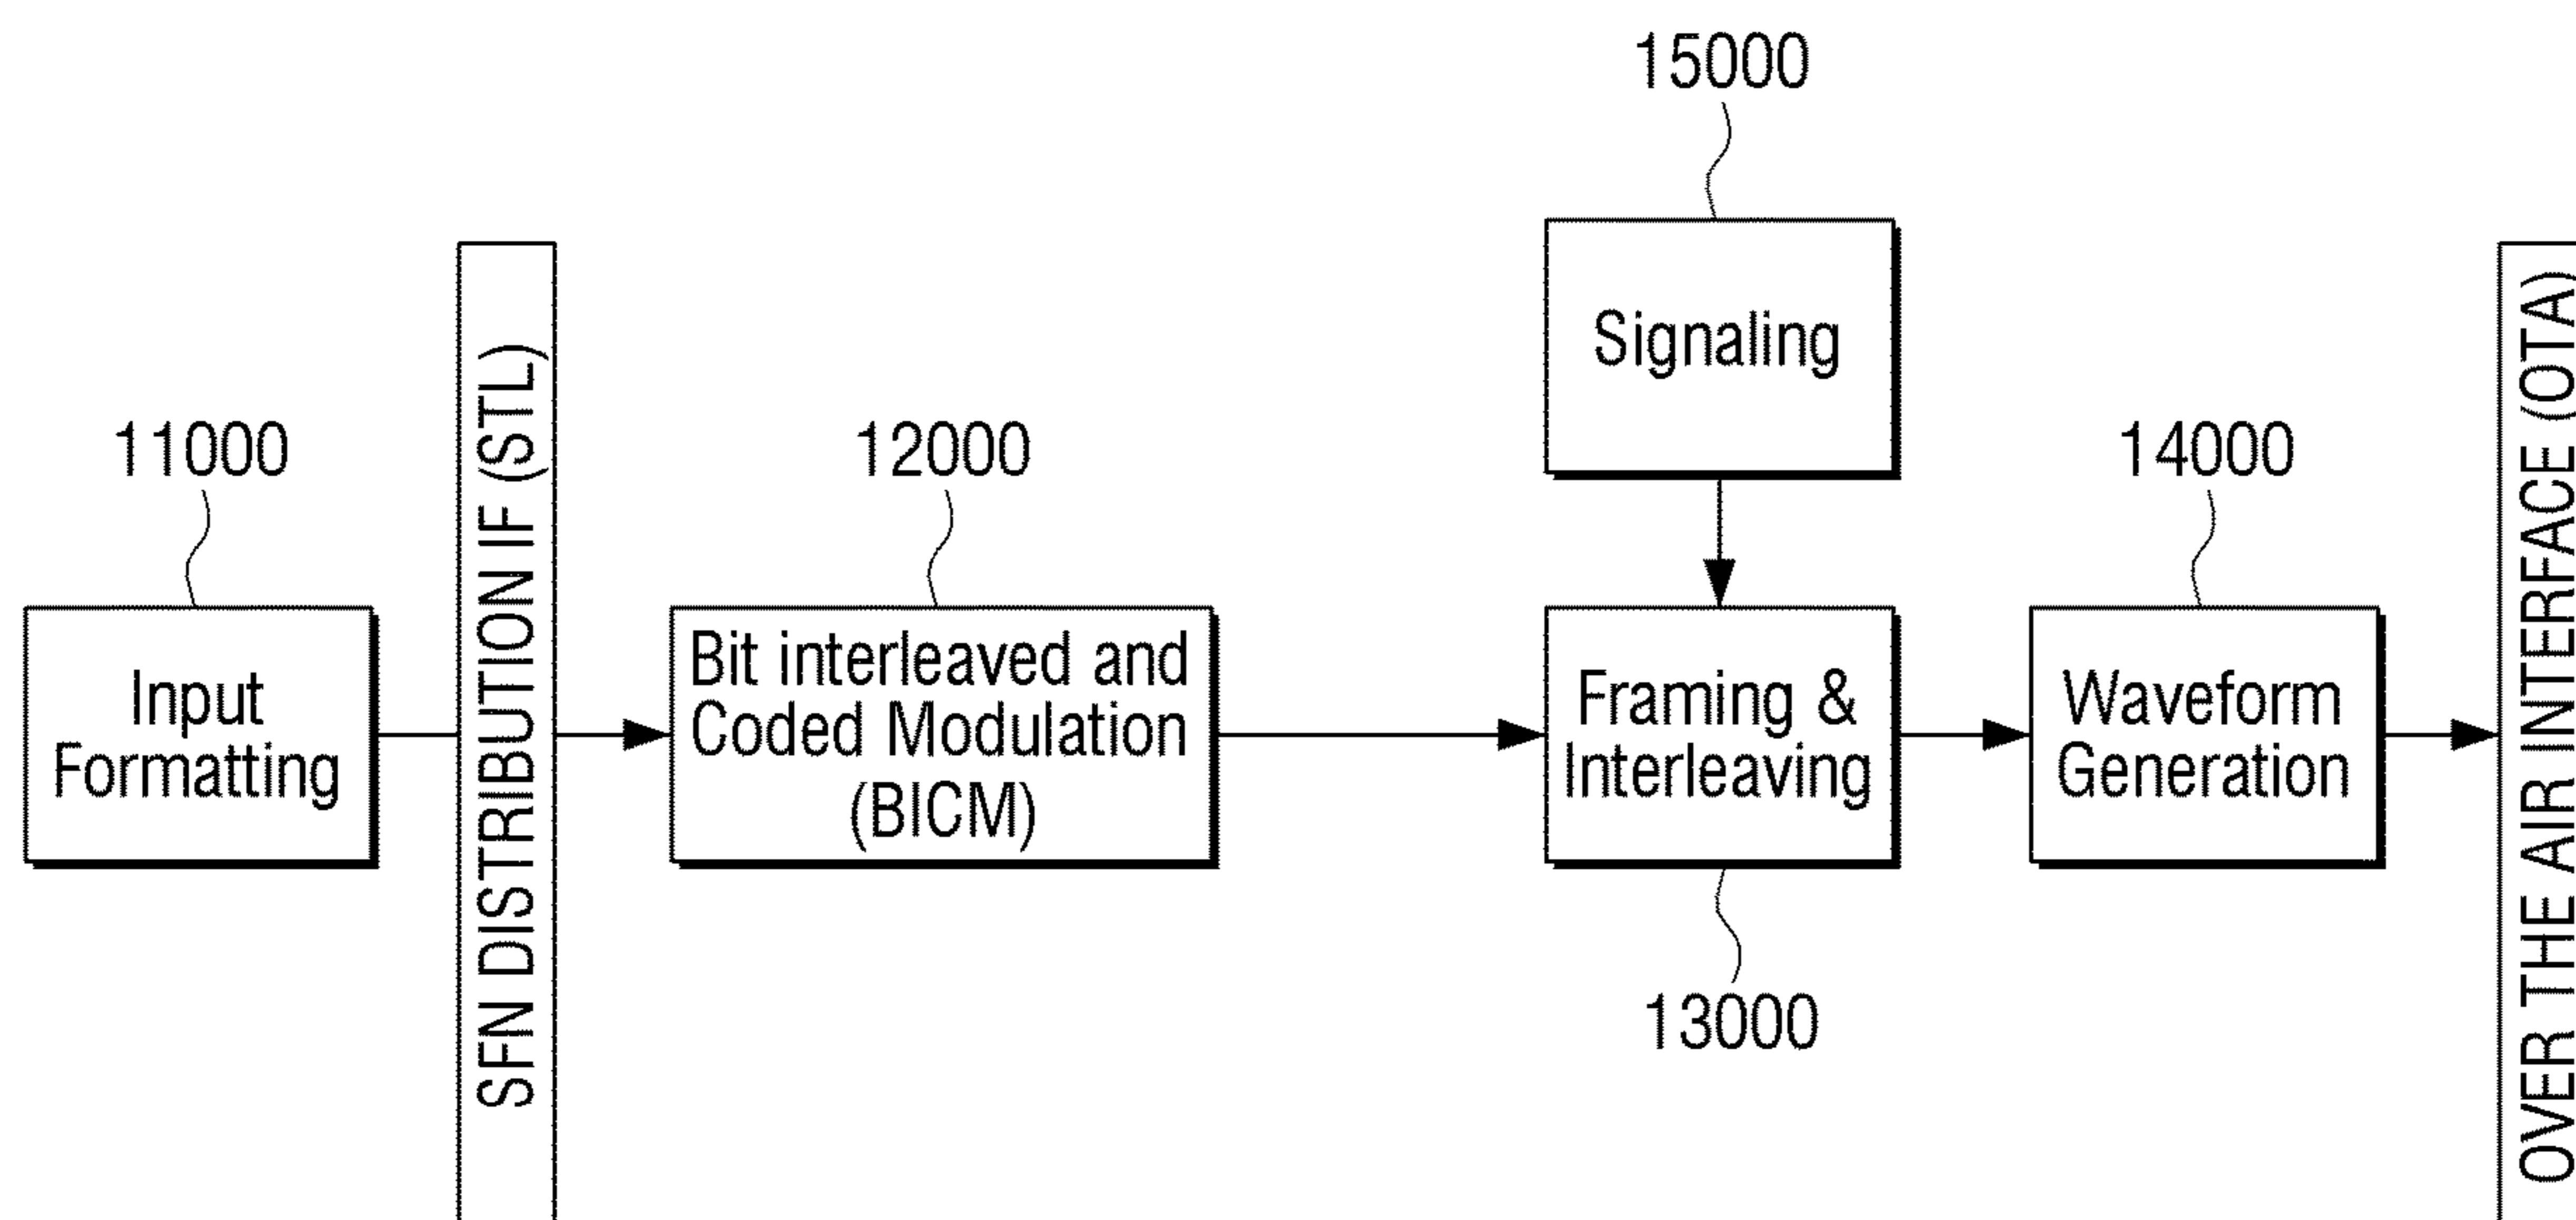 15000
Signaling
11000
Input
Formatting
SFN DISTRIBUTION IF (STL)
12000
Bit interleaved and
Coded Modulation
(BICM)
Framing &
Interleaving
13000
14000
Waveform
Generation
OVER THE AIR INTERFACE (OTA)